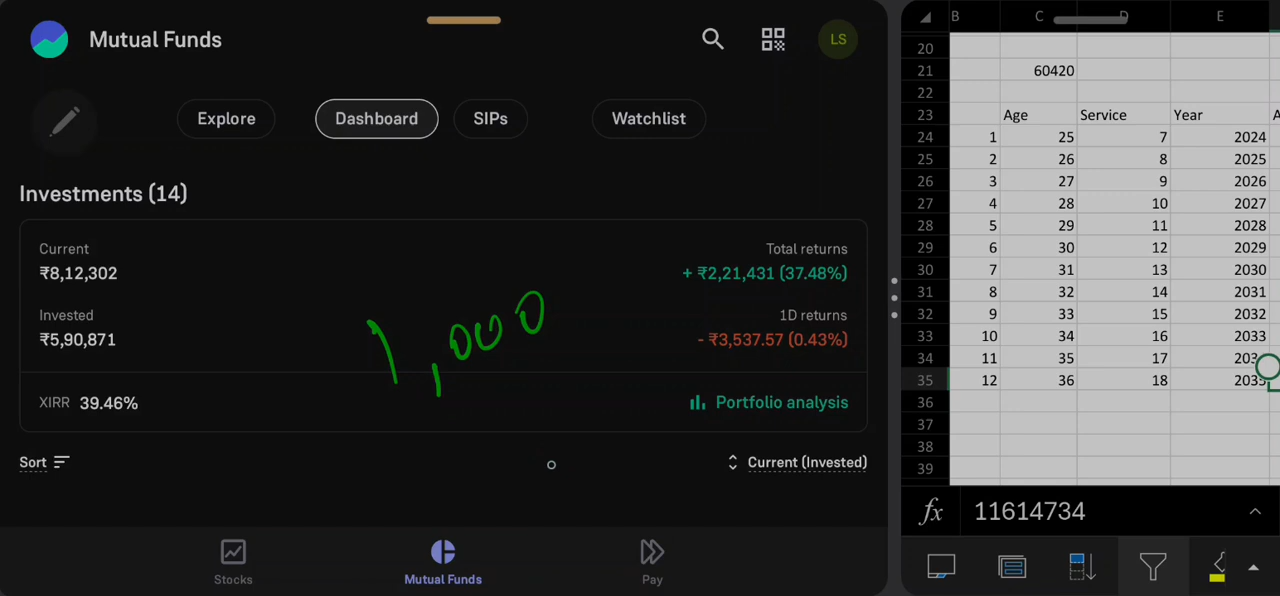 Mutual Funds
LS
Explore
Dashboard
SIPs
Watchlist
Investments (14)
Current
₹8,12,302
Total returns
+ ₹2,21,431 (37.48%)
Invested
₹5,90,871
1D returns
- ₹3,537.57 (0.43%)
1,000
XIRR 39.46%
Portfolio analysis
Sort
Current (Invested)
Stocks
Mutual Funds
Pay
B C D E
20
21 60420
22
23 Age Service Year A
24 1 25 7 2024
25 2 26 8 2025
26 3 27 9 2026
27 4 28 10 2027
28 5 29 11 2028
29 6 30 12 2029
30 7 31 13 2030
31 8 32 14 2031
32 9 33 15 2032
33 10 34 16 2033
34 11 35 17
35 12 36 18 2035
36
37
38
39
fx 11614734